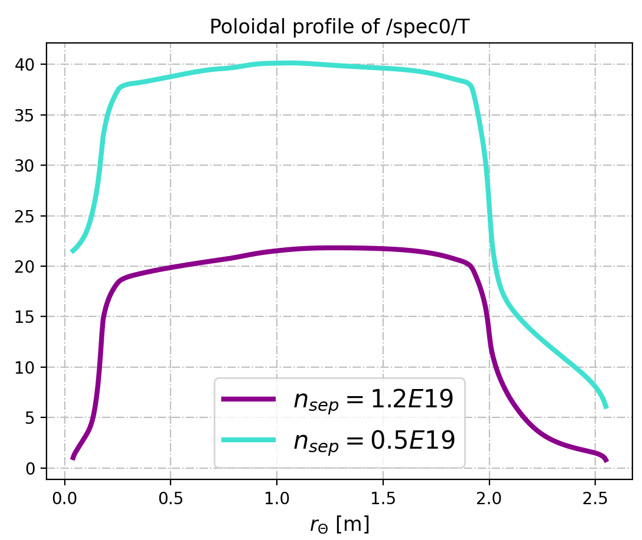 Poloidal profile of /spec0/T
40
35
30
25
20
15
10
5
0
n_sep = 1.2E19
n_sep = 0.5E19
0.0 0.5 1.0 1.5 2.0 2.5
r_Θ [m]